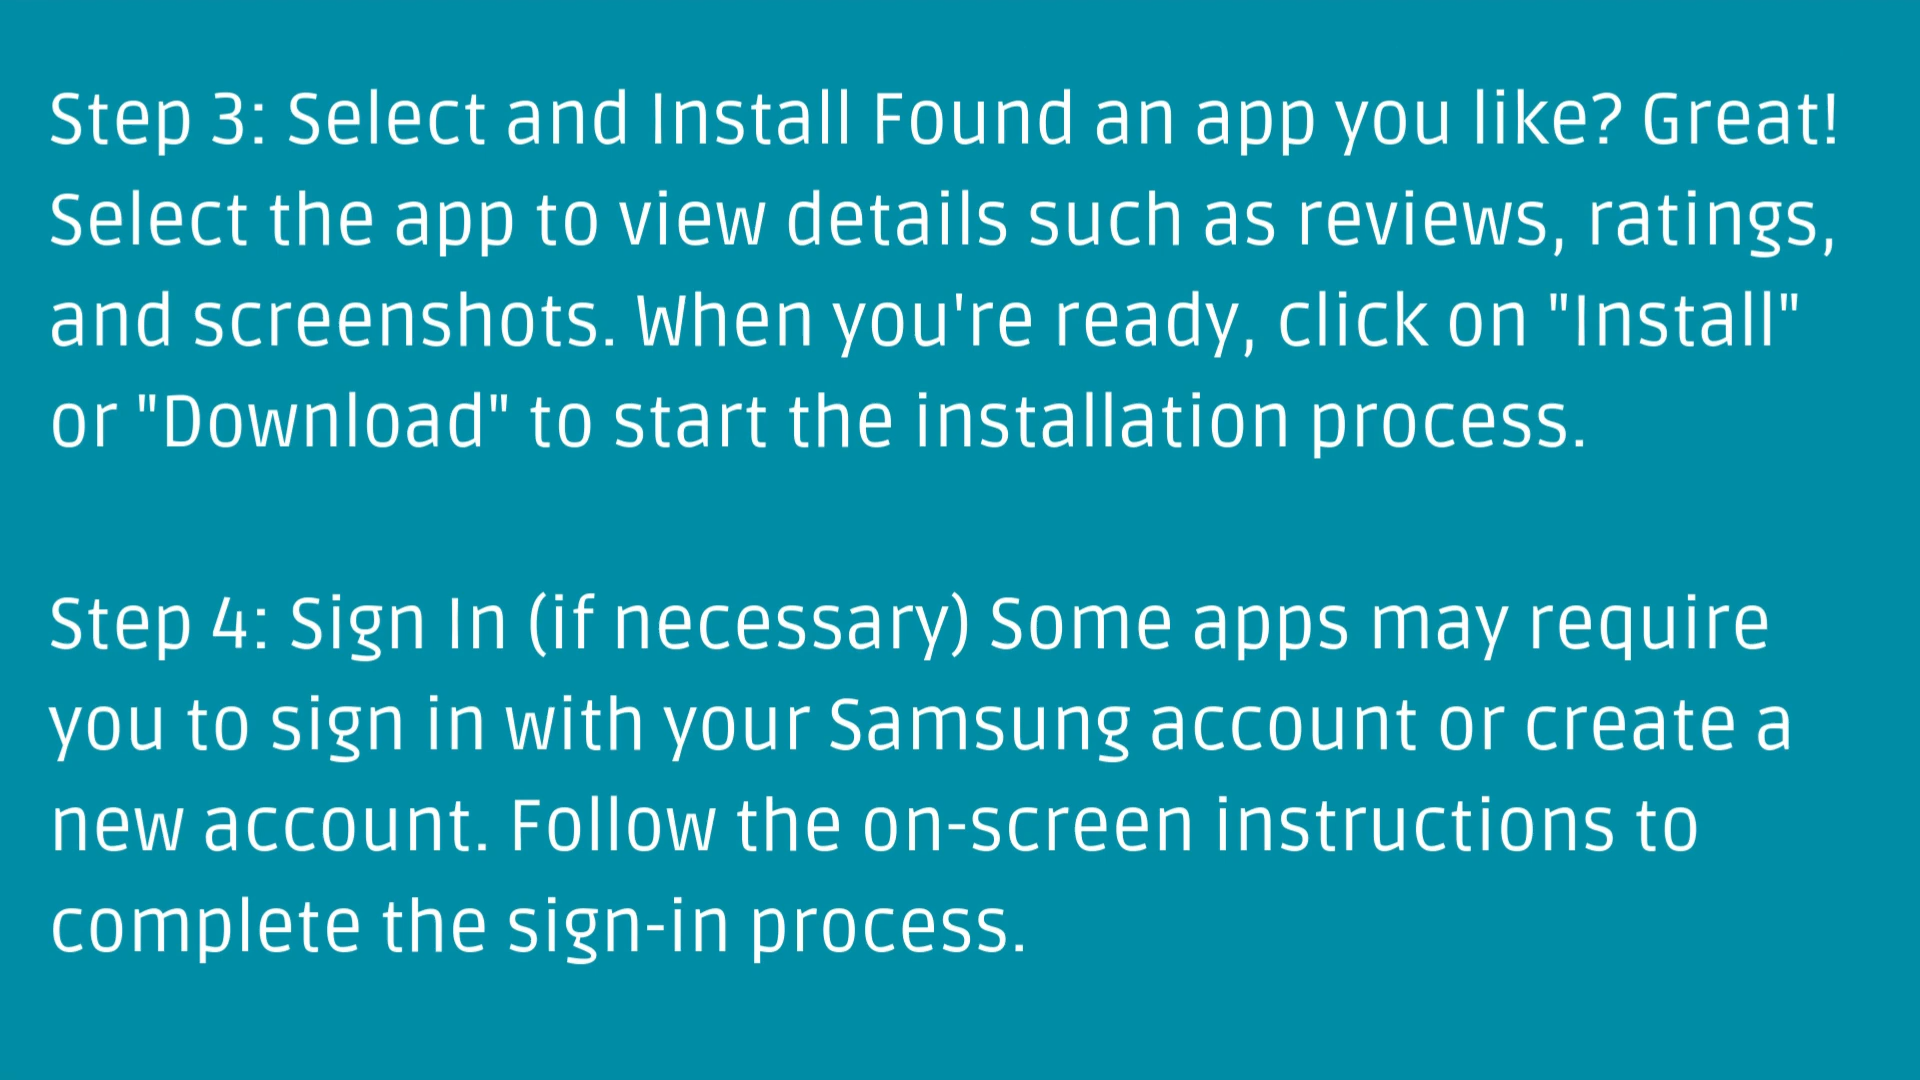 Step 3: Select and Install Found an app you like? Great!
Select the app to view details such as reviews, ratings,
and screenshots. When you're ready, click on "Install"
or "Download" to start the installation process.
Step 4: Sign In (if necessary) Some apps may require
you to sign in with your Samsung account or create a
new account. Follow the on-screen instructions to
complete the sign-in process.